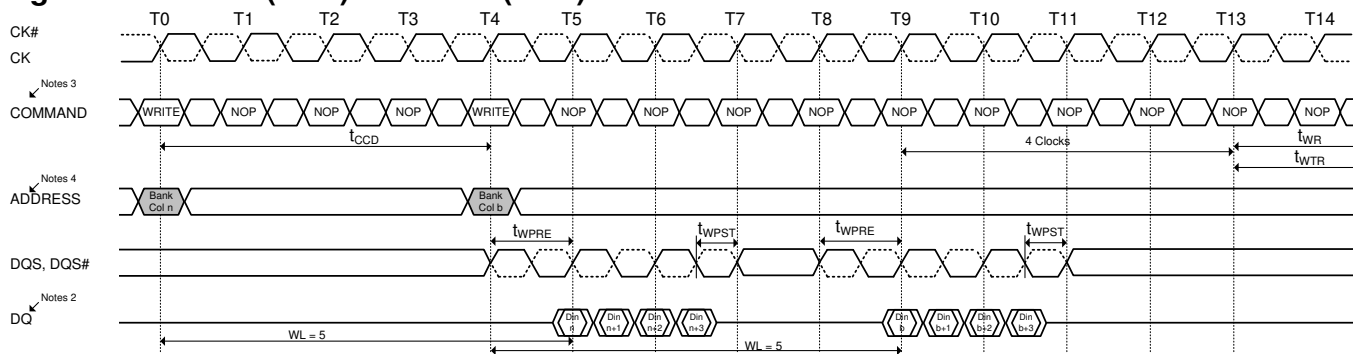 T0 T1 T2 T3 T4 T5 T6 T7 T8 T9 T10 T11 T12 T13 T14
CK#
CK
Notes 3
COMMAND WRITE NOP NOP NOP WRITE NOP NOP NOP NOP NOP NOP NOP NOP NOP NOP
tCCD 4 Clocks tWR
tWTR
Notes 4
ADDRESS
Bank Col n
Bank Col b
tWPRE tWPST tWPRE tWPST
DQS, DQS#
Notes 2
DQ
Din n
Din n+1
Din n+2
Din n+3
Din b
Din b+1
Din b+2
Din b+3
WL = 5
WL = 5